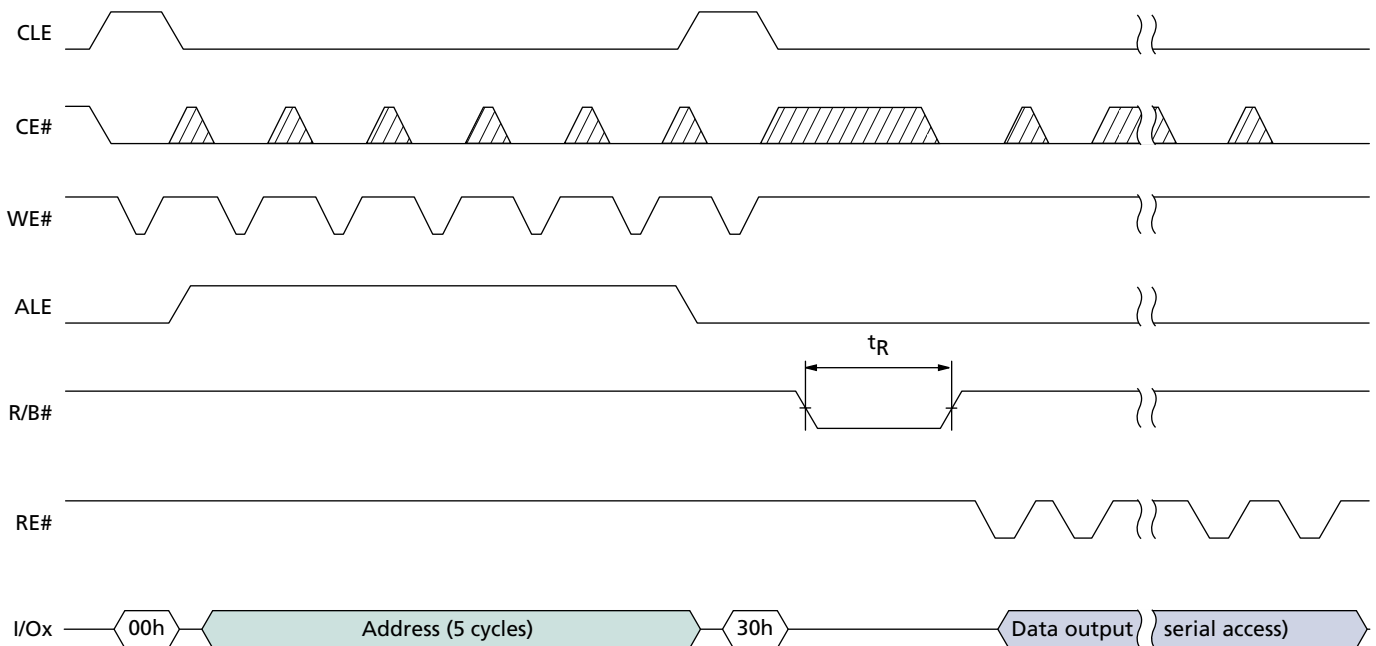 CLE
CE#
WE#
ALE
tR
R/B#
RE#
I/Ox
00h
Address (5 cycles)
30h
Data output
serial access)